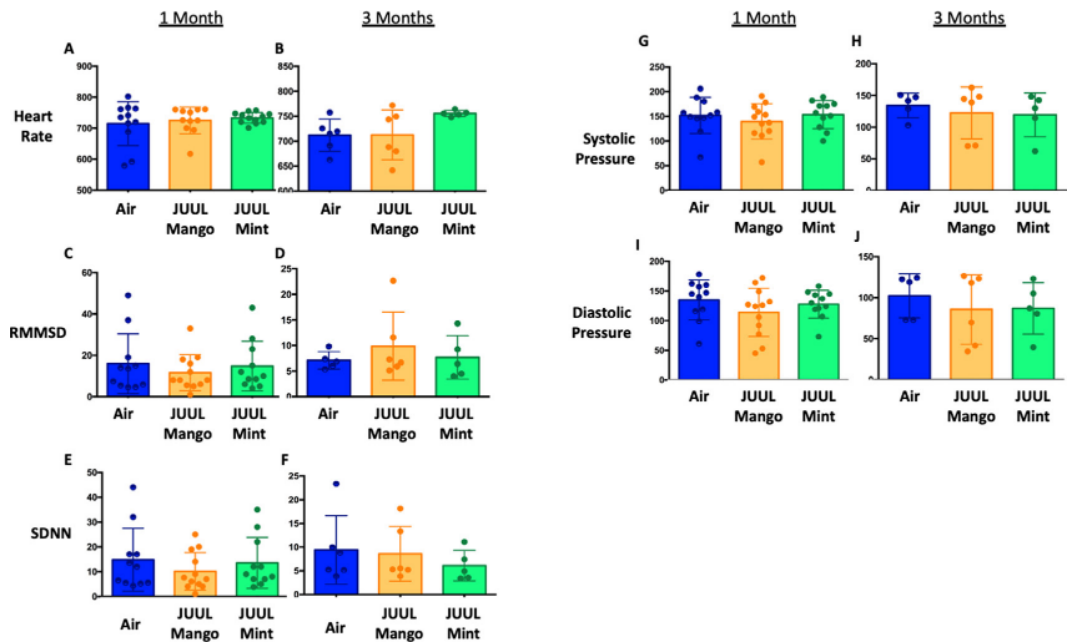 1 Month
3 Months
A
B
Heart
Rate
900
800
700
600
500
800
750
700
650
600
Air
JUUL
Mango
JUUL
Mint
Air
JUUL
Mango
JUUL
Mint
C
D
RMMSD
60
40
20
0
25
20
15
10
5
0
Air
JUUL
Mango
JUUL
Mint
Air
JUUL
Mango
JUUL
Mint
E
F
SDNN
50
40
30
20
10
0
25
20
15
10
5
0
Air
JUUL
Mango
JUUL
Mint
Air
JUUL
Mango
JUUL
Mint
1 Month
3 Months
G
H
Systolic
Pressure
200
150
100
50
0
150
100
50
0
Air
JUUL
Mango
JUUL
Mint
Air
JUUL
Mango
JUUL
Mint
I
J
Diastolic
Pressure
200
150
100
50
0
150
100
50
0
Air
JUUL
Mango
JUUL
Mint
Air
JUUL
Mango
JUUL
Mint